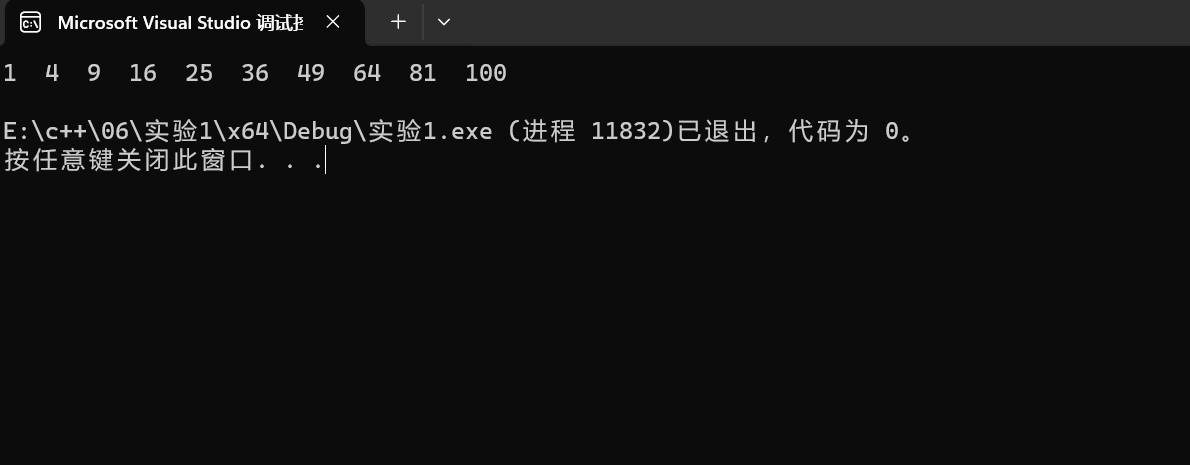 Microsoft Visual Studio 调试控
1 4 9 16 25 36 49 64 81 100
E:\c++\06\实验1\x64\Debug\实验1.exe (进程 11832)已退出，代码为 0。
按任意键关闭此窗口. . .